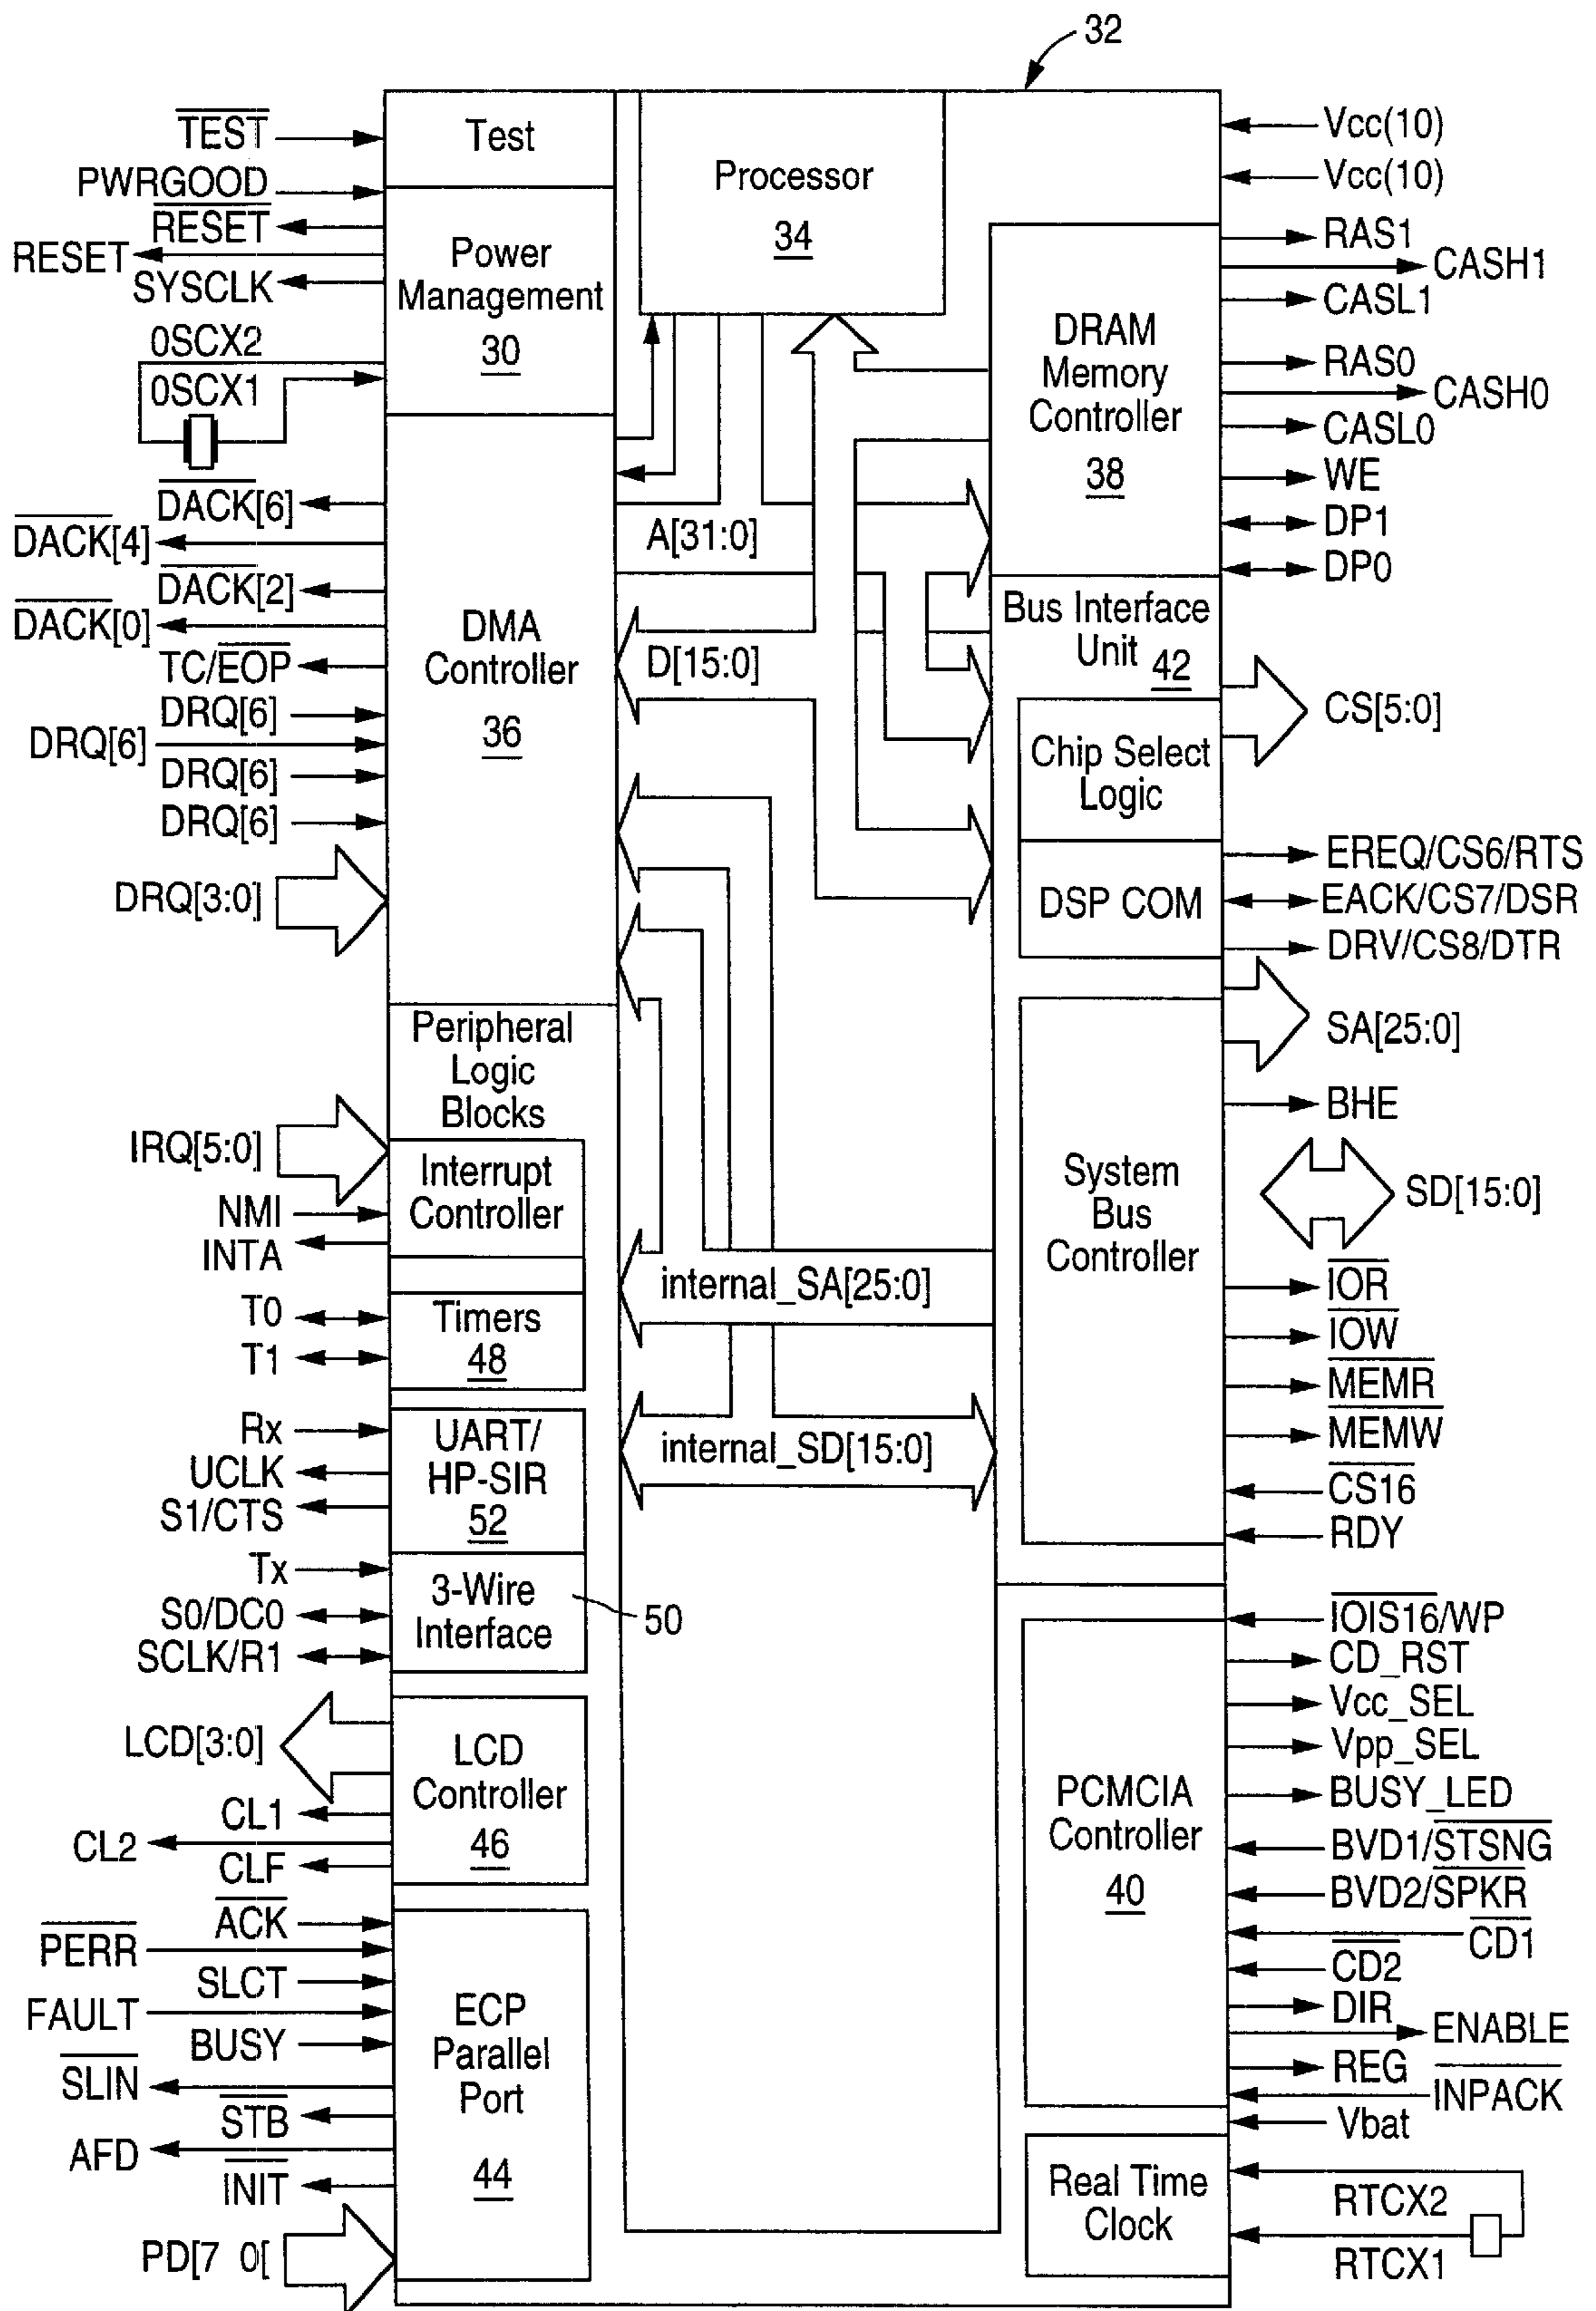 32
TEST
PWRGOOD
RESET
RESET
SYSCLK
0SCX2
0SCX1
DACK[6]
DACK[4]
DACK[2]
DACK[0]
TC/EOP
DRQ[6]
DRQ[6]
DRQ[6]
DRQ[6]
DRQ[3:0]
IRQ[5:0]
NMI
INTA
T0
T1
Rx
UCLK
S1/CTS
Tx
S0/DC0
SCLK/R1
LCD[3:0]
CL1
CL2
CLF
ACK
PERR
SLCT
FAULT
BUSY
SLIN
STB
AFD
INIT
PD[7 0[
Test
Power
Management
30
DMA
Controller
36
Peripheral
Logic
Blocks
Interrupt
Controller
Timers
48
UART/
HP-SIR
52
3-Wire
Interface
50
LCD
Controller
46
ECP
Parallel
Port
44
Processor
34
A[31:0]
D[15:0]
internal_SA[25:0]
internal_SD[15:0]
DRAM
Memory
Controller
38
Bus Interface
Unit 42
Chip Select
Logic
DSP COM
System
Bus
Controller
PCMCIA
Controller
40
Real Time
Clock
Vcc(10)
Vcc(10)
RAS1
CASH1
CASL1
RAS0
CASH0
CASL0
WE
DP1
DP0
CS[5:0]
EREQ/CS6/RTS
EACK/CS7/DSR
DRV/CS8/DTR
SA[25:0]
BHE
SD[15:0]
IOR
IOW
MEMR
MEMW
CS16
RDY
IOIS16/WP
CD_RST
Vcc_SEL
Vpp_SEL
BUSY_LED
BVD1/STSNG
BVD2/SPKR
CD1
CD2
DIR
ENABLE
REG
INPACK
Vbat
RTCX2
RTCX1